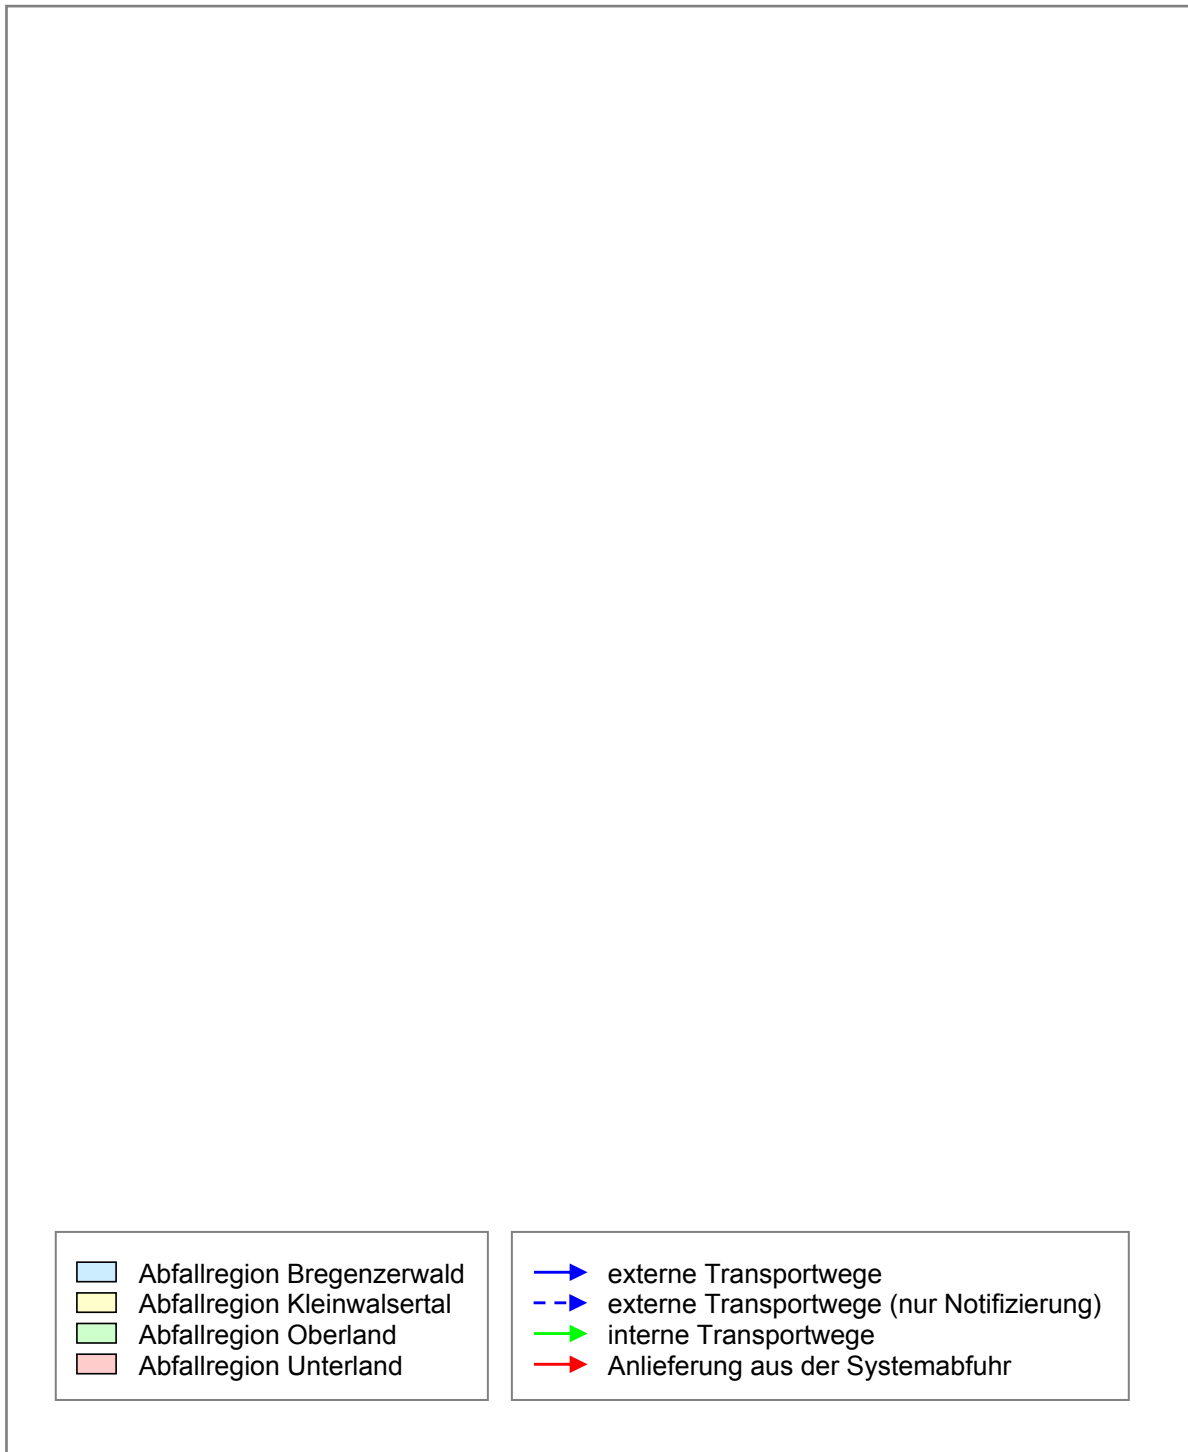 Abfallregion Bregenzerwald
Abfallregion Kleinwalsertal
Abfallregion Oberland
Abfallregion Unterland
externe Transportwege
externe Transportwege (nur Notifizierung)
interne Transportwege
Anlieferung aus der Systemabfuhr